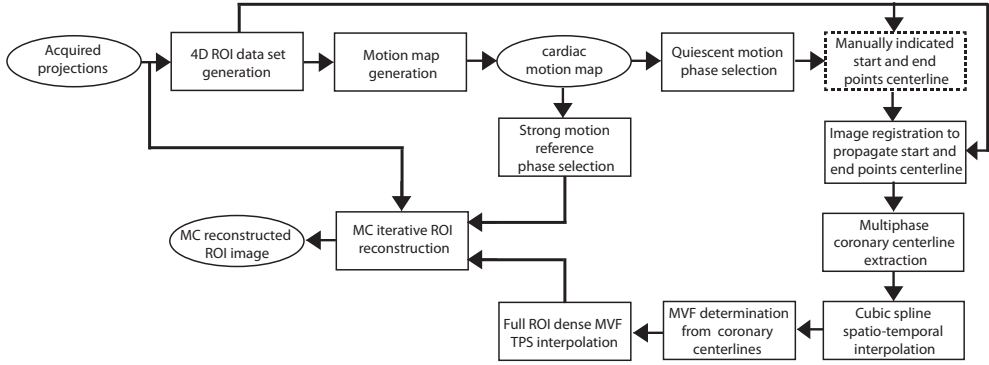 Acquired
projections
4D ROI data set
generation
Motion map
generation
cardiac
motion map
Quiescent motion
phase selection
Manually indicated
start and end
points centerline
Strong motion
reference
phase selection
Image registration to
propagate start and
end points centerline
MC reconstructed
ROI image
MC iterative ROI
reconstruction
Multiphase
coronary centerline
extraction
Full ROI dense MVF
TPS interpolation
MVF determination
from coronary
centerlines
Cubic spline
spatio-temporal
interpolation